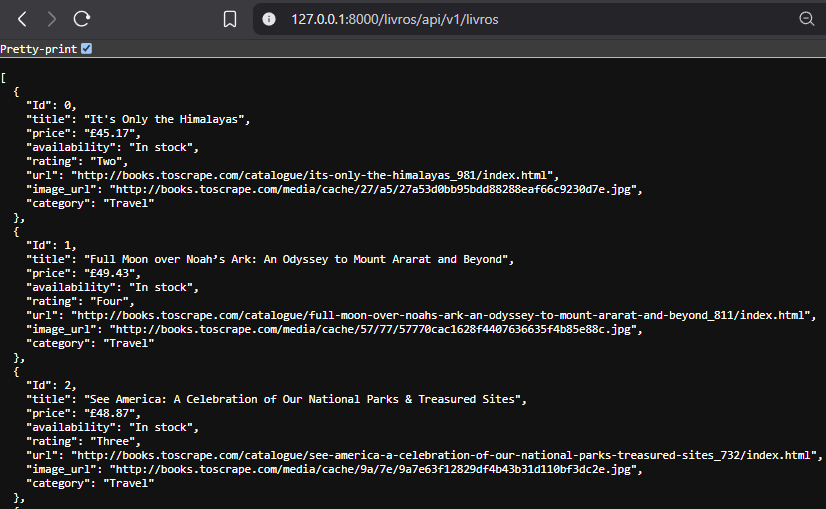 127.0.0.1:8000/livros/api/v1/livros
Pretty-print
[
  {
    "Id": 0,
    "title": "It's Only the Himalayas",
    "price": "£45.17",
    "availability": "In stock",
    "rating": "Two",
    "url": "http://books.toscrape.com/catalogue/its-only-the-himalayas_981/index.html",
    "image_url": "http://books.toscrape.com/media/cache/27/a5/27a53d0bb95bdd88288eaf66c9230d7e.jpg",
    "category": "Travel"
  },
  {
    "Id": 1,
    "title": "Full Moon over Noah’s Ark: An Odyssey to Mount Ararat and Beyond",
    "price": "£49.43",
    "availability": "In stock",
    "rating": "Four",
    "url": "http://books.toscrape.com/catalogue/full-moon-over-noahs-ark-an-odyssey-to-mount-ararat-and-beyond_811/index.html",
    "image_url": "http://books.toscrape.com/media/cache/57/77/57770cac1628f4407636635f4b85e88c.jpg",
    "category": "Travel"
  },
  {
    "Id": 2,
    "title": "See America: A Celebration of Our National Parks & Treasured Sites",
    "price": "£48.87",
    "availability": "In stock",
    "rating": "Three",
    "url": "http://books.toscrape.com/catalogue/see-america-a-celebration-of-our-national-parks-treasured-sites_732/index.html",
    "image_url": "http://books.toscrape.com/media/cache/9a/7e/9a7e63f12829df4b43b31d110bf3dc2e.jpg",
    "category": "Travel"
  },